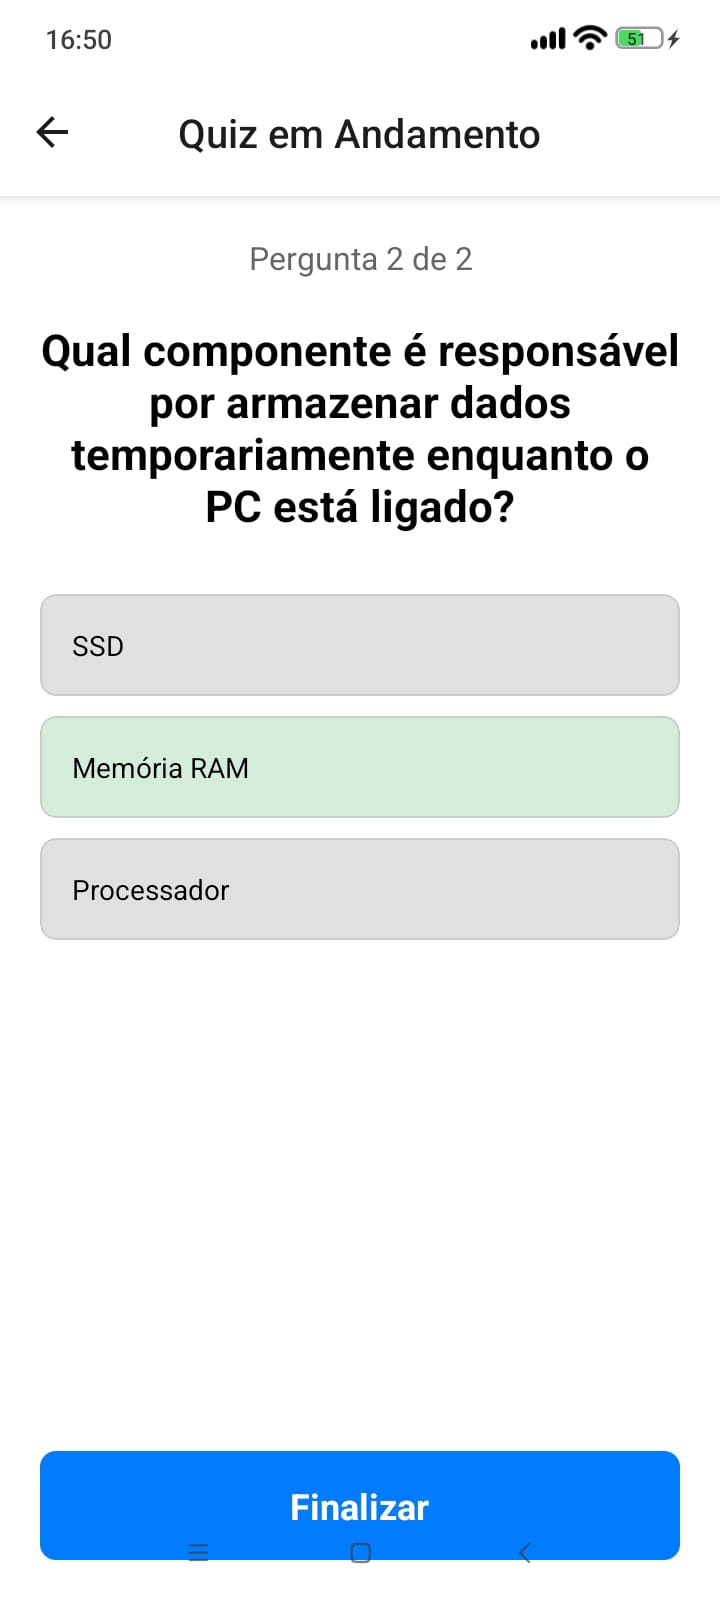 16:50
51
Quiz em Andamento
Pergunta 2 de 2
Qual componente é responsável
por armazenar dados
temporariamente enquanto o
PC está ligado?
SSD
Memória RAM
Processador
Finalizar